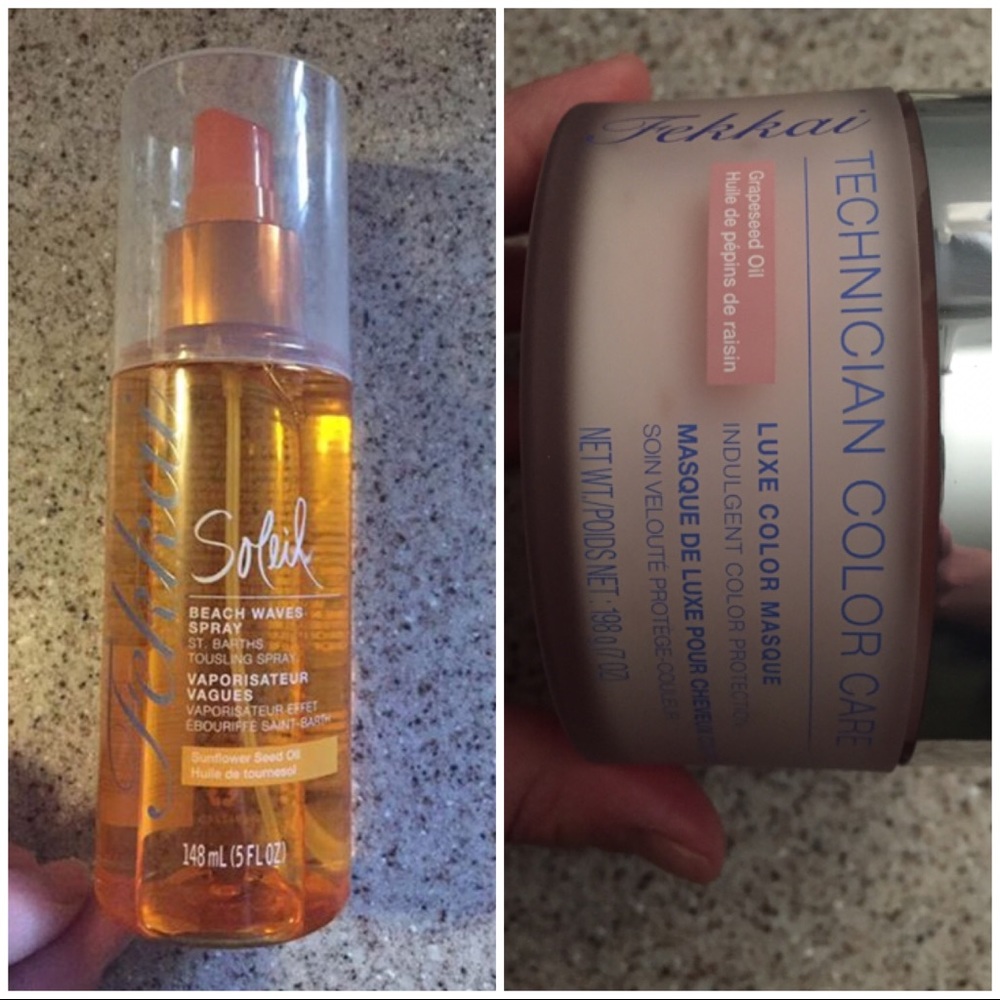 Fekkai
Soleil
BEACH WAVES
SPRAY
ST. BARTHS
TOUSLING SPRAY
VAPORISATEUR
VAGUES
VAPORISATEUR EFFET
ÉBOURIFFÉ SAINT-BARTH
Sunflower Seed Oil
Huile de tournesol
148 mL (5 FL OZ)
Fekkai
TECHNICIAN COLOR CARE
Grapeseed Oil
Huile de pépins de raisin
LUXE COLOR MASQUE
INDULGENT COLOR PROTECTOR
MASQUE DE LUXE POUR CHEVEUX
SOIN VELOUTÉ PROTÈGE-COULEUR
NET WT./POIDS NET 198 g/7 OZ